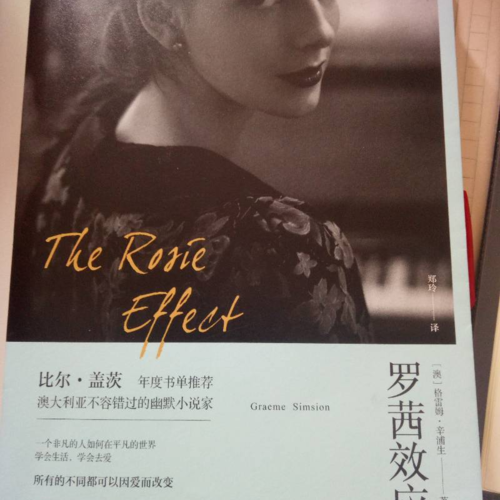 The Rosie
Effect
郑玲 译
比尔·盖茨 年度书单推荐
澳大利亚不容错过的幽默小说家
Graeme Simsion
一个非凡的人如何在平凡的世界
学会生活、学会去爱
所有的不同都可以因爱而改变
[澳]格雷姆·辛浦生
罗茜效应